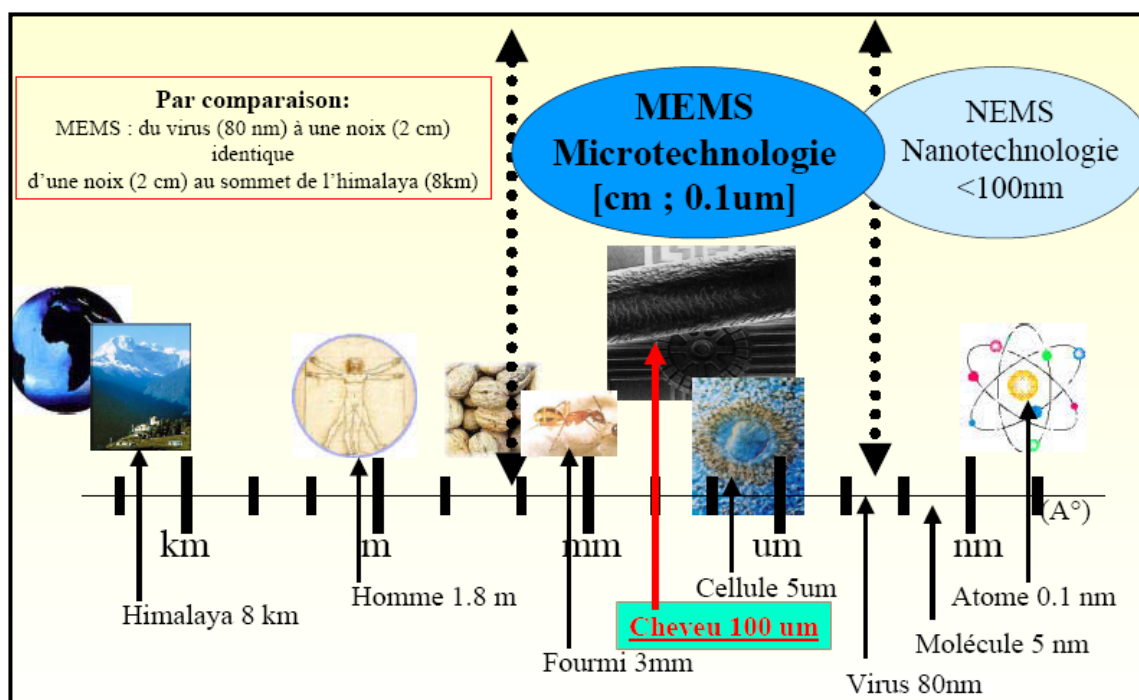 Par comparaison:
MEMS : du virus (80 nm) à une noix (2 cm)
identique
d'une noix (2 cm) au sommet de l'himalaya (8km)
MEMS
Microtechnologie
[cm ; 0.1um]
NEMS
Nanotechnologie
<100nm
km
m
mm
um
nm
(A°)
Himalaya 8 km
Homme 1.8 m
Fourmi 3mm
Cheveu 100 um
Cellule 5um
Virus 80nm
Molécule 5 nm
Atome 0.1 nm